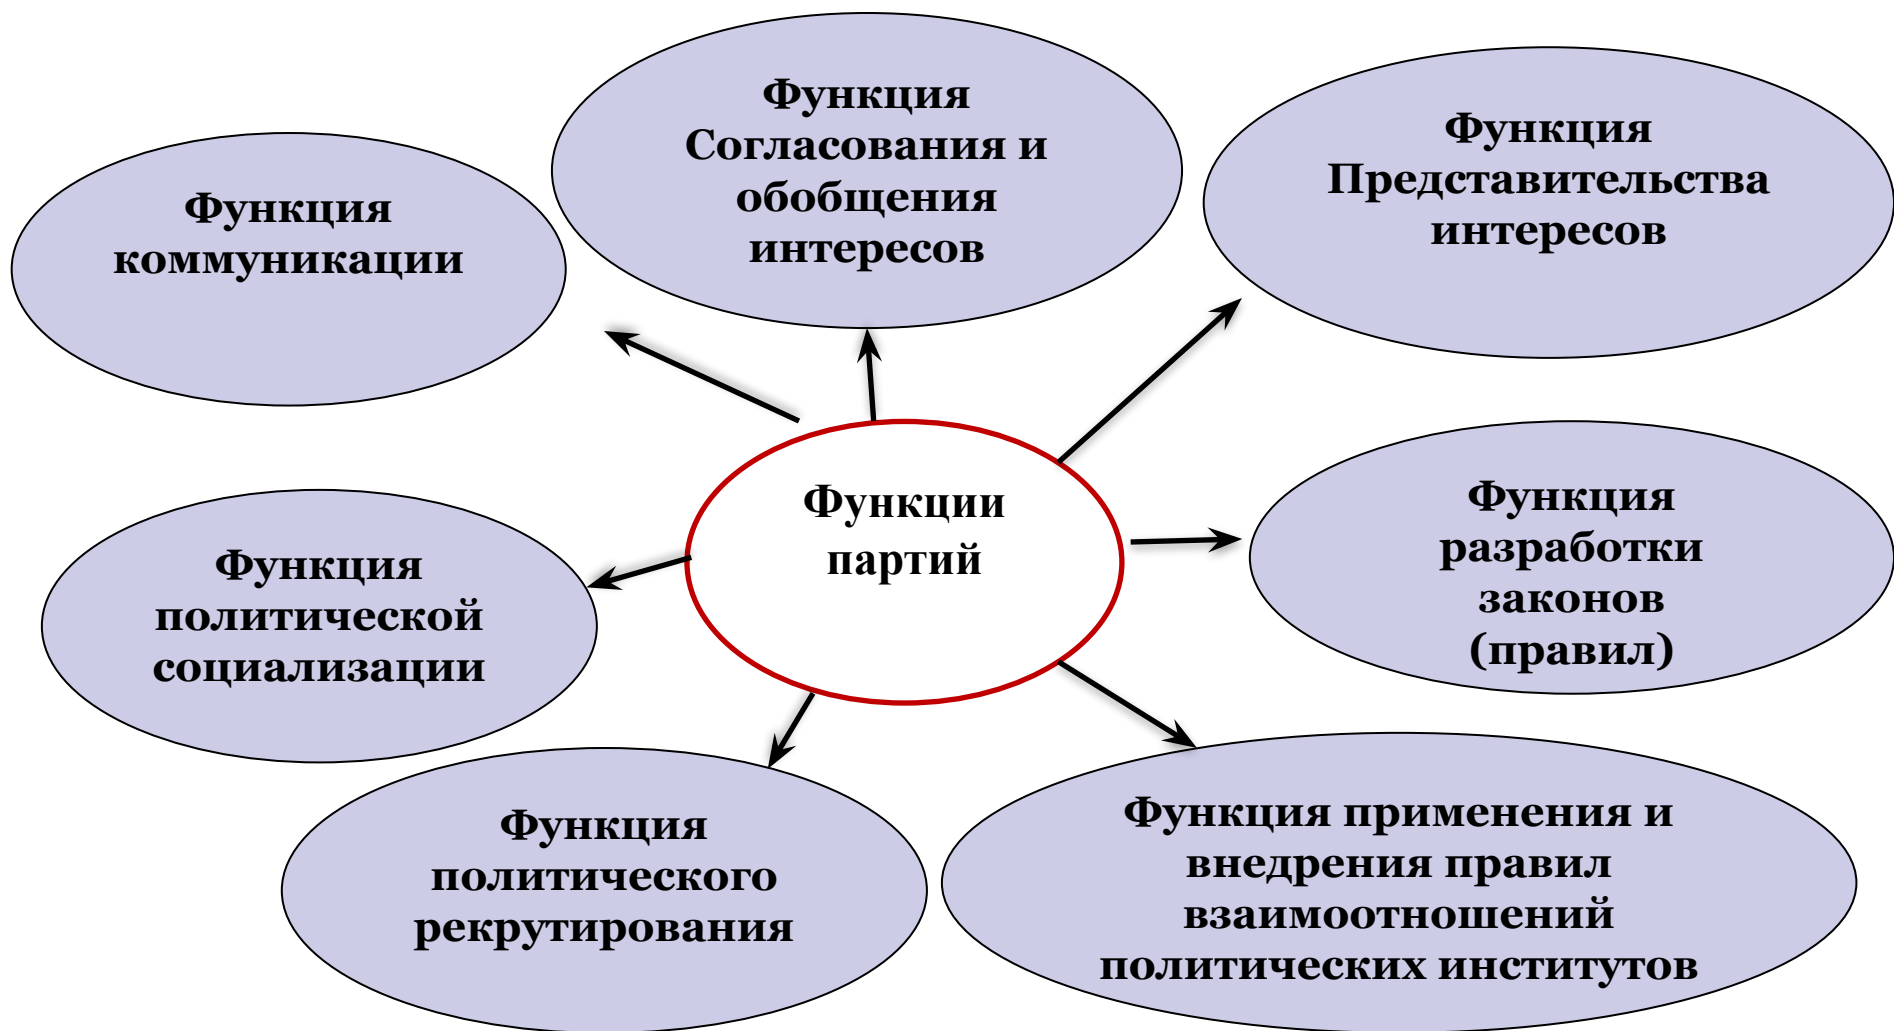 Функция
Согласования и
обобщения
интересов
Функция
Представительства
интересов
Функция
коммуникации
Функции
партий
Функция
разработки
законов
(правил)
Функция
политической
социализации
Функция
политического
рекрутирования
Функция применения и
внедрения правил
взаимоотношений
политических институтов